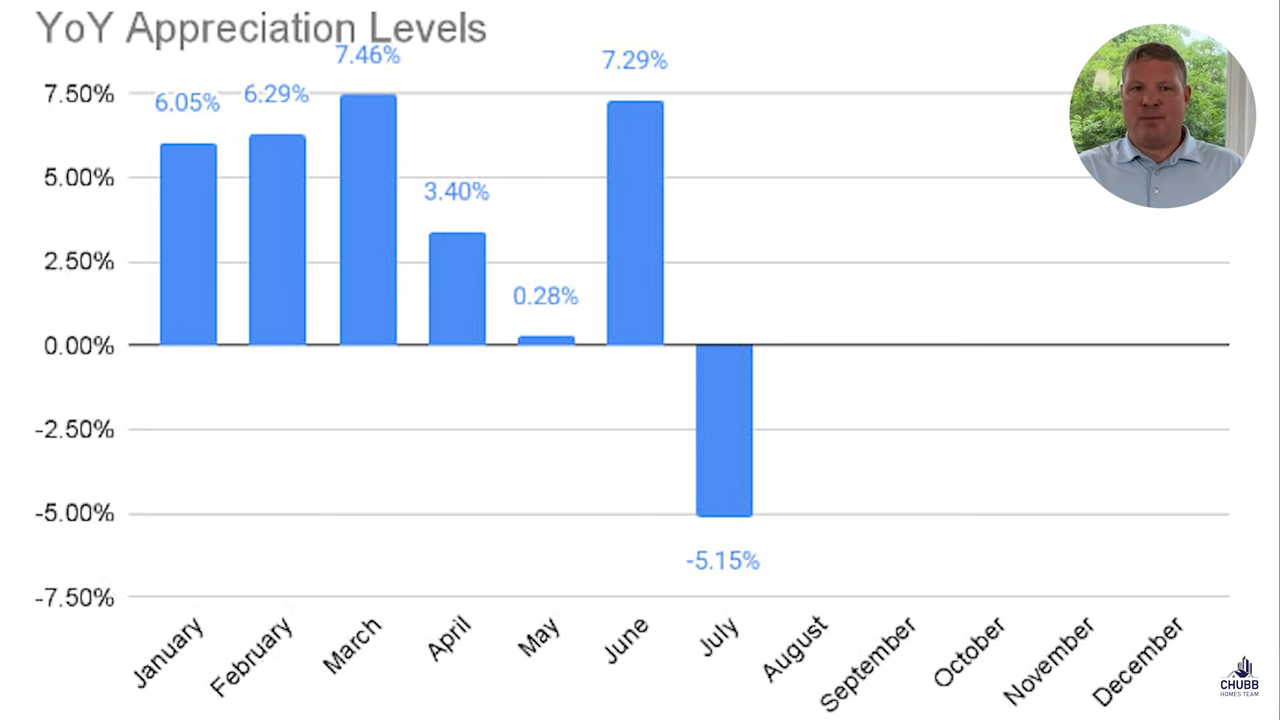 YoY Appreciation Levels
7.46%
7.29%
7.50%
6.05%
6.29%
5.00%
3.40%
2.50%
0.28%
0.00%
-2.50%
-5.00%
-5.15%
-7.50%
January
February
March
April
May
June
July
August
September
October
November
December
CHUBB
HOMES TEAM